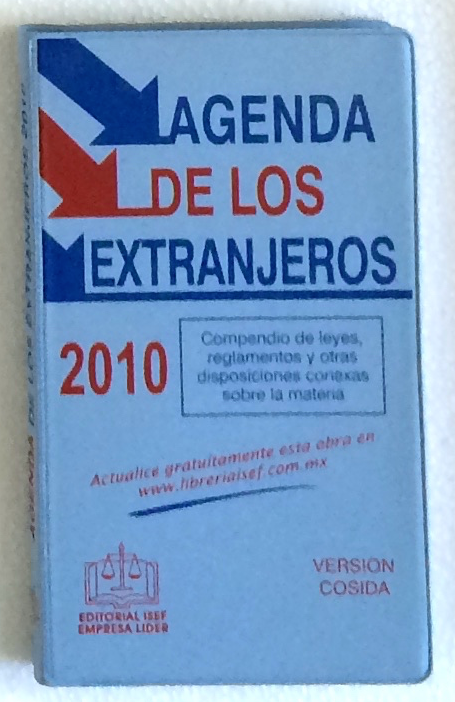 AGENDA
DE LOS
EXTRANJEROS
2010
Compendio de leyes,
reglamentos y otras
disposiciones conexas
sobre la materia
Actualice gratuitamente esta obra en
www.libreriaisef.com.mx
EDITORIAL ISEF
EMPRESA LIDER
VERSION
COSIDA
AGENDA DE LOS EXTRANJEROS 2010